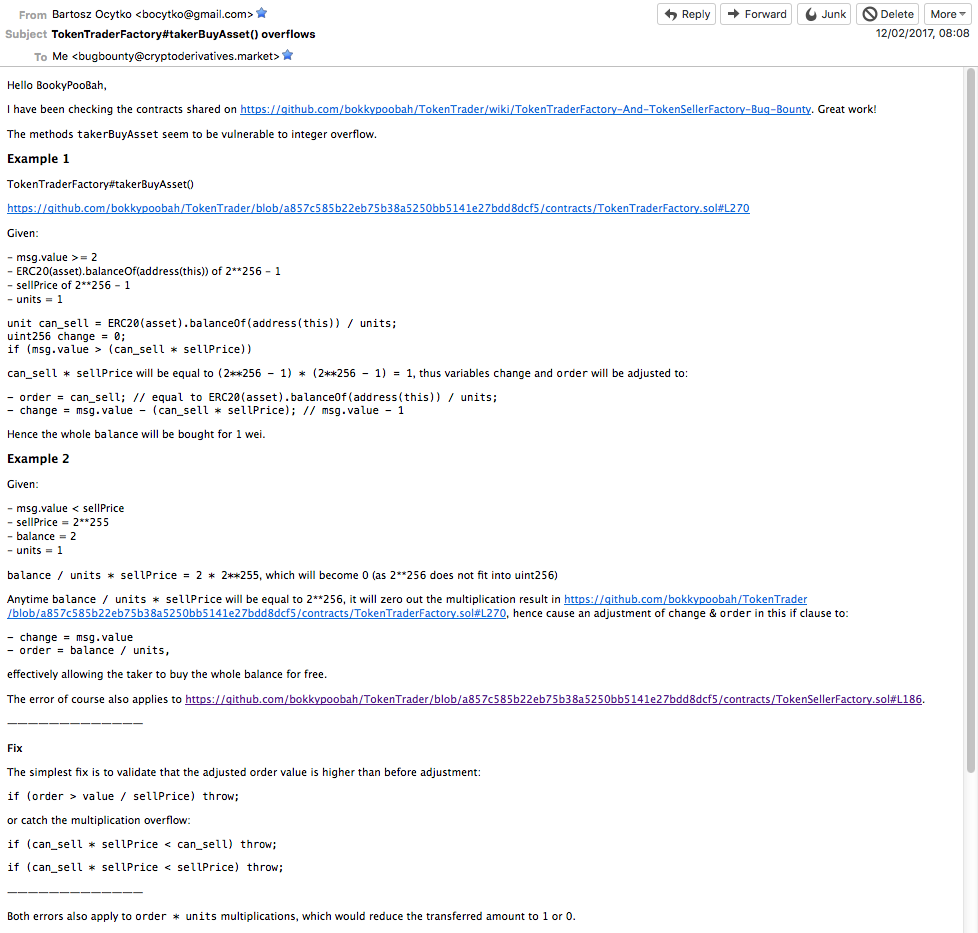 From Bartosz Ocytko <bocytko@gmail.com>
Reply Forward Junk Delete More
Subject TokenTraderFactory#takerBuyAsset() overflows
12/02/2017, 08:08
To Me <bugbounty@cryptoderivatives.market>
Hello BookyPooBah,
I have been checking the contracts shared on https://github.com/bokkypoobah/TokenTrader/wiki/TokenTraderFactory-And-TokenSellerFactory-Bug-Bounty. Great work!
The methods takerBuyAsset seem to be vulnerable to integer overflow.
Example 1
TokenTraderFactory#takerBuyAsset()
https://github.com/bokkypoobah/TokenTrader/blob/a857c585b22eb75b38a5250bb5141e27bdd8dcf5/contracts/TokenTraderFactory.sol#L270
Given:
- msg.value >= 2
- ERC20(asset).balanceOf(address(this)) of 2**256 - 1
- sellPrice of 2**256 - 1
- units = 1
unit can_sell = ERC20(asset).balanceOf(address(this)) / units;
uint256 change = 0;
if (msg.value > (can_sell * sellPrice))
can_sell * sellPrice will be equal to (2**256 - 1) * (2**256 - 1) = 1, thus variables change and order will be adjusted to:
- order = can_sell; // equal to ERC20(asset).balanceOf(address(this)) / units;
- change = msg.value - (can_sell * sellPrice); // msg.value - 1
Hence the whole balance will be bought for 1 wei.
Example 2
Given:
- msg.value < sellPrice
- sellPrice = 2**255
- balance = 2
- units = 1
balance / units * sellPrice = 2 * 2**255, which will become 0 (as 2**256 does not fit into uint256)
Anytime balance / units * sellPrice will be equal to 2**256, it will zero out the multiplication result in https://github.com/bokkypoobah/TokenTrader
/blob/a857c585b22eb75b38a5250bb5141e27bdd8dcf5/contracts/TokenTraderFactory.sol#L270, hence cause an adjustment of change & order in this if clause to:
- change = msg.value
- order = balance / units,
effectively allowing the taker to buy the whole balance for free.
The error of course also applies to https://github.com/bokkypoobah/TokenTrader/blob/a857c585b22eb75b38a5250bb5141e27bdd8dcf5/contracts/TokenSellerFactory.sol#L186.
—————————————
Fix
The simplest fix is to validate that the adjusted order value is higher than before adjustment:
if (order > value / sellPrice) throw;
or catch the multiplication overflow:
if (can_sell * sellPrice < can_sell) throw;
if (can_sell * sellPrice < sellPrice) throw;
—————————————
Both errors also apply to order * units multiplications, which would reduce the transferred amount to 1 or 0.